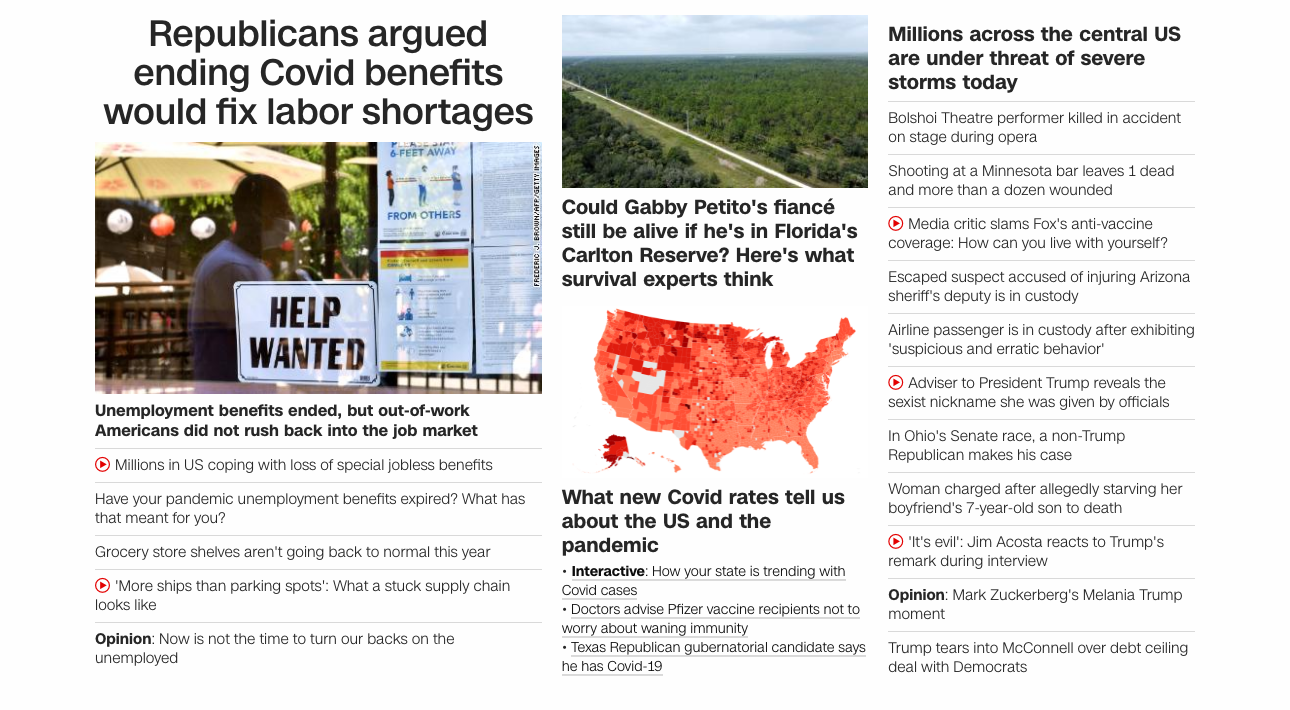 Republicans argued
ending Covid benefits
would fix labor shortages
PLEASE STAY
6-FEET AWAY
FROM OTHERS
HELP
WANTED
FREDERIC J. BROWN/AFP/GETTY IMAGES
Unemployment benefits ended, but out-of-work
Americans did not rush back into the job market
Millions in US coping with loss of special jobless benefits
Have your pandemic unemployment benefits expired? What has
that meant for you?
Grocery store shelves aren't going back to normal this year
'More ships than parking spots': What a stuck supply chain
looks like
Opinion: Now is not the time to turn our backs on the
unemployed
Could Gabby Petito's fiancé
still be alive if he's in Florida's
Carlton Reserve? Here's what
survival experts think
What new Covid rates tell us
about the US and the
pandemic
• Interactive: How your state is trending with
Covid cases
• Doctors advise Pfizer vaccine recipients not to
worry about waning immunity
• Texas Republican gubernatorial candidate says
he has Covid-19
Millions across the central US
are under threat of severe
storms today
Bolshoi Theatre performer killed in accident
on stage during opera
Shooting at a Minnesota bar leaves 1 dead
and more than a dozen wounded
Media critic slams Fox's anti-vaccine
coverage: How can you live with yourself?
Escaped suspect accused of injuring Arizona
sheriff's deputy is in custody
Airline passenger is in custody after exhibiting
'suspicious and erratic behavior'
Adviser to President Trump reveals the
sexist nickname she was given by officials
In Ohio's Senate race, a non-Trump
Republican makes his case
Woman charged after allegedly starving her
boyfriend's 7-year-old son to death
'It's evil': Jim Acosta reacts to Trump's
remark during interview
Opinion: Mark Zuckerberg's Melania Trump
moment
Trump tears into McConnell over debt ceiling
deal with Democrats